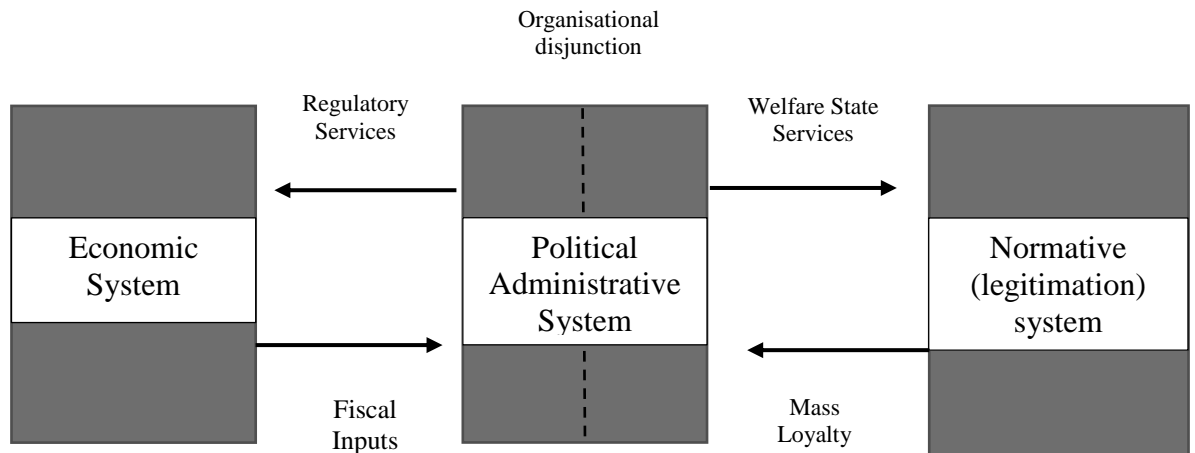 Organisational
disjunction
Regulatory
Services
Welfare State
Services
Economic
System
Political
Administrative
System
Normative
(legitimation)
system
Fiscal
Inputs
Mass
Loyalty